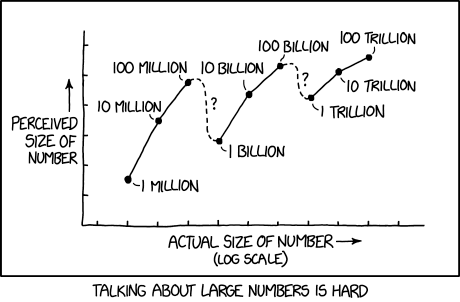 100 TRILLION
100 BILLION
100 MILLION
10 BILLION
?
10 TRILLION
10 MILLION
?
1 TRILLION
PERCEIVED
SIZE OF
NUMBER
1 BILLION
1 MILLION
ACTUAL SIZE OF NUMBER
(LOG SCALE)
TALKING ABOUT LARGE NUMBERS IS HARD